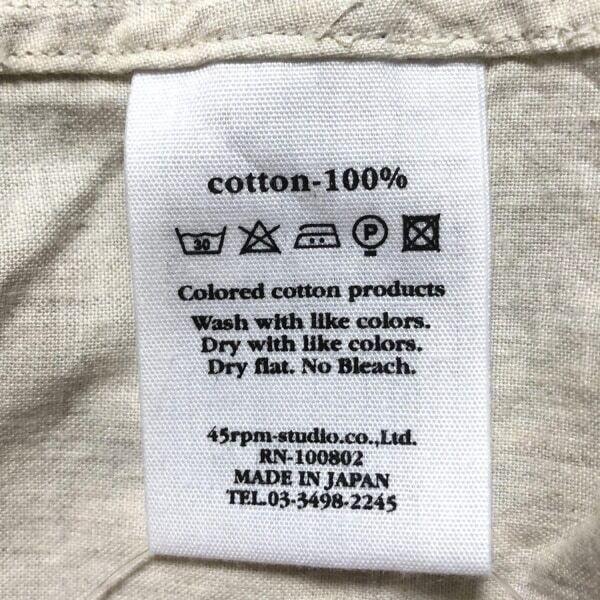 cotton-100%
30 P
Colored cotton products
Wash with like colors.
Dry with like colors.
Dry flat. No Bleach.
45rpm-studio.co.,Ltd.
RN-100802
MADE IN JAPAN
TEL.03-3498-2245